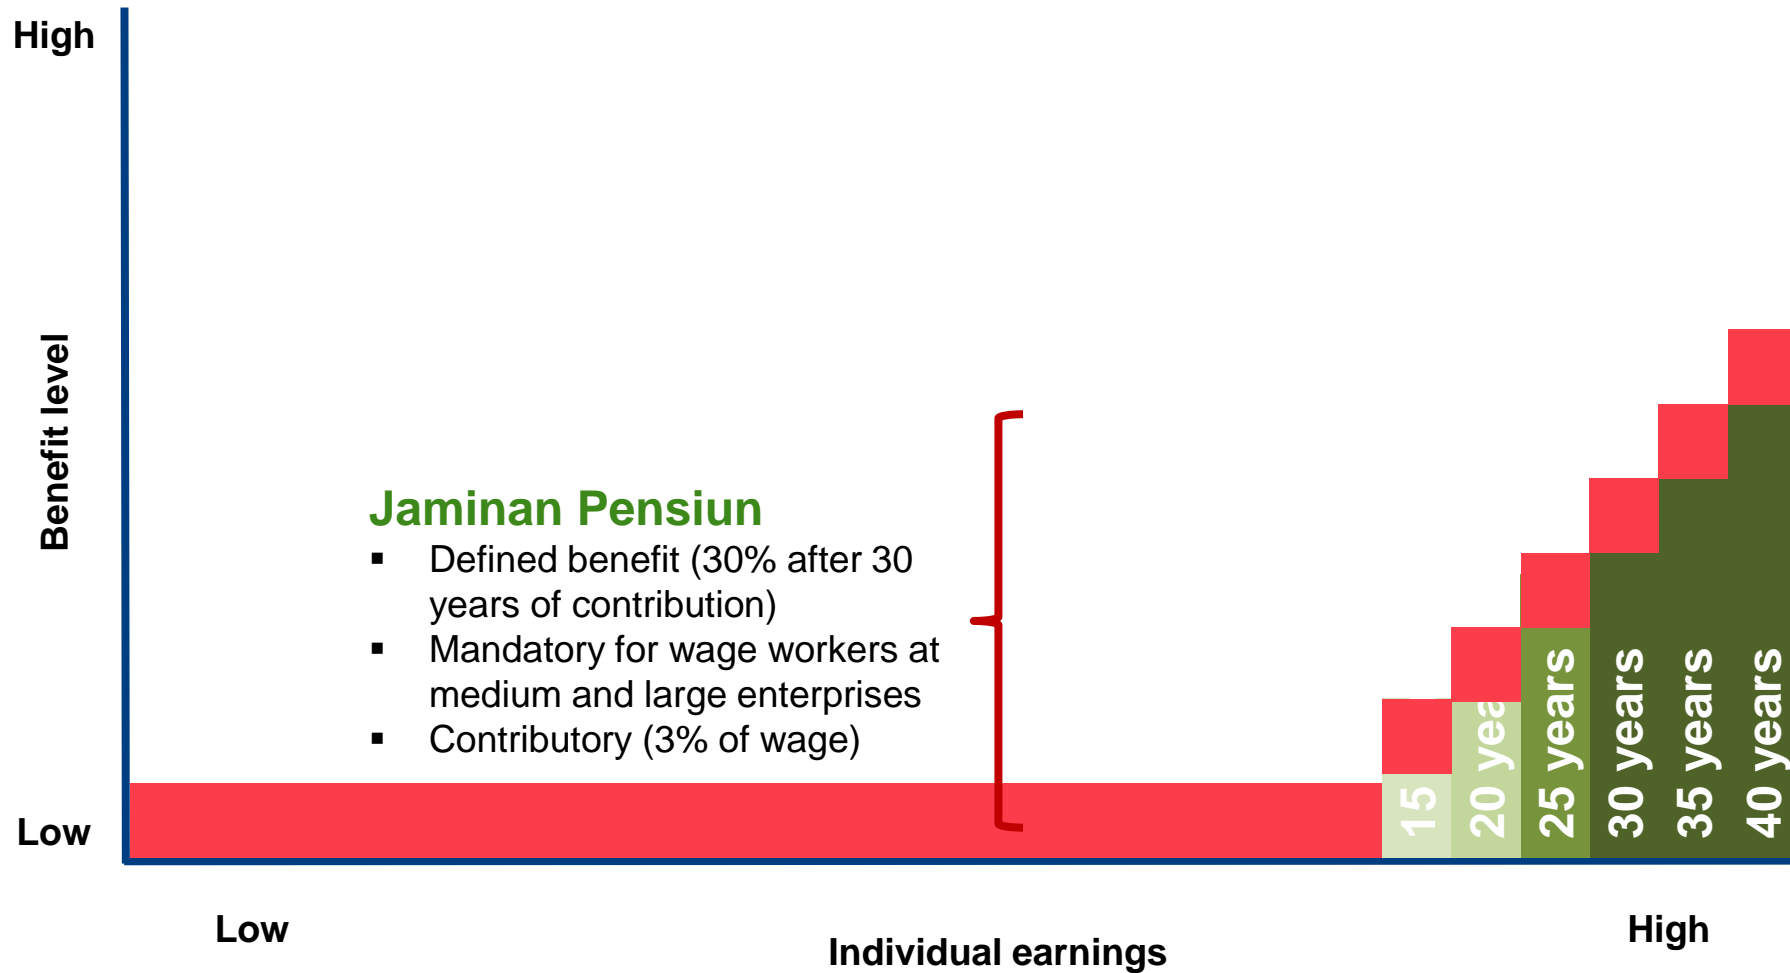 High
Benefit level
Jaminan Pensiun
▪ Defined benefit (30% after 30
years of contribution)
▪ Mandatory for wage workers at
medium and large enterprises
▪ Contributory (3% of wage)
15
20 yea
25 years
30 years
35 years
40 years
Low
Low
High
Individual earnings